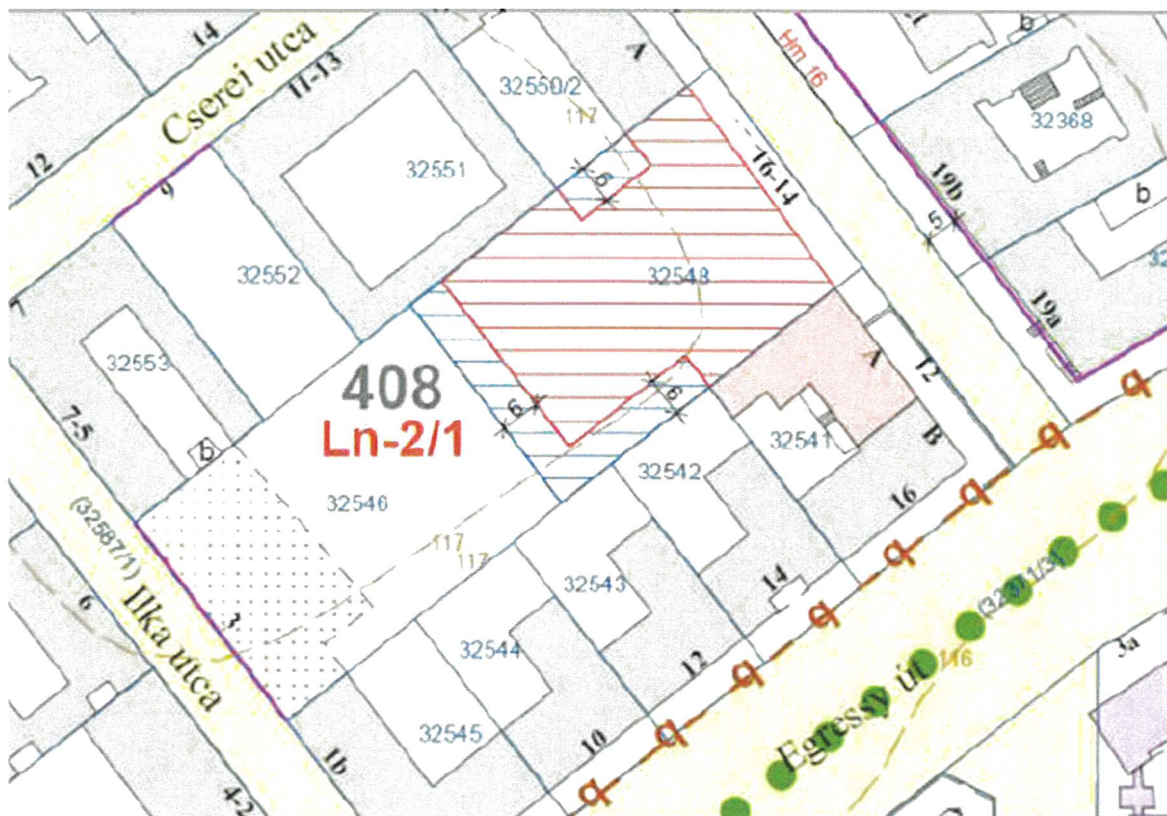 14
Cserei utca
11-13
A
Hm 16
b
32550/2
117
32368
12
9
32551
6
16-14
19b
b
5
32552
32548
7
32553
19a
408
A
12
6
6
7-5
Ln-2/1
32541
B
b
32542
32546
16
(32587/1)
117
117
32543
14
6
Ilka utca
3
32544
12
116
3a
32545
Egressy út
10
1b
4-2